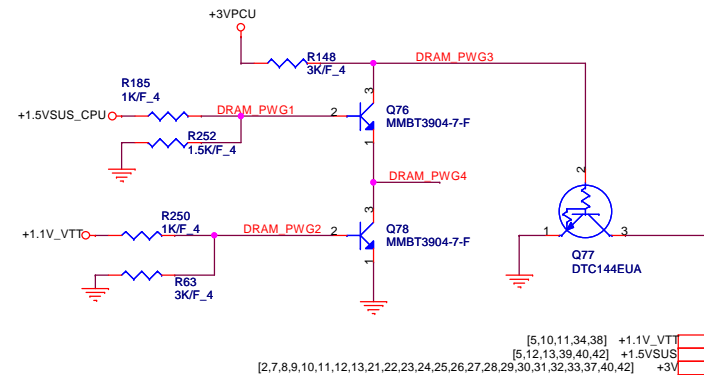 +3VPCU
R148
3K/F_4
DRAM_PWG3
R185
1K/F_4
3
+1.5VSUS_CPU
DRAM_PWG1
2
Q76
MMBT3904-7-F
R252
1.5K/F_4
1
2
DRAM_PWG4
R250
1K/F_4
3
+1.1V_VTT
DRAM_PWG2
2
Q78
MMBT3904-7-F
1
3
R63
3K/F_4
1
Q77
DTC144EUA
[5,10,11,34,38] +1.1V_VTT
[5,12,13,39,40,42] +1.5VSUS
[2,7,8,9,10,11,12,13,21,22,23,24,25,26,27,28,29,30,31,32,33,37,40,42] +3V